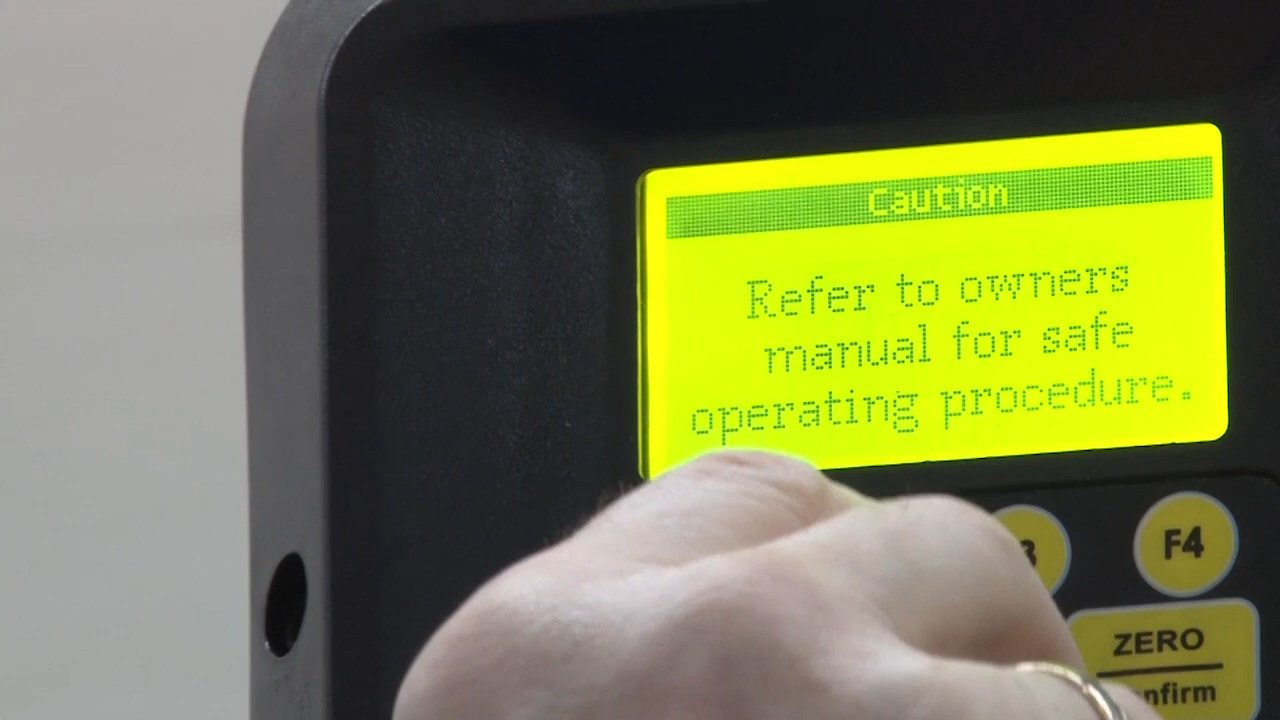 Caution
Refer to owners
manual for safe
operating procedure.
F4
ZERO